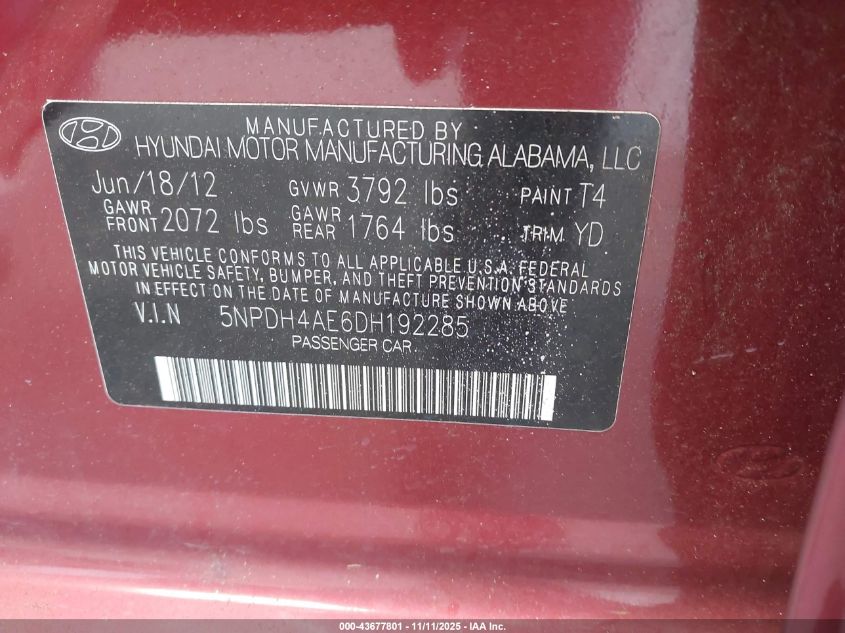 MANUFACTURED BY
HYUNDAI MOTOR MANUFACTURING ALABAMA, LLC
Jun/18/12 GVWR 3792 lbs PAINT T4
GAWR FRONT 2072 lbs GAWR REAR 1764 lbs TRIM YD
THIS VEHICLE CONFORMS TO ALL APPLICABLE U.S.A. FEDERAL
MOTOR VEHICLE SAFETY, BUMPER, AND THEFT PREVENTION STANDARDS
IN EFFECT ON THE DATE OF MANUFACTURE SHOWN ABOVE
V.I.N 5NPDH4AE6DH192285
PASSENGER CAR
000-43677801 - 11/11/2025 - IAA Inc.